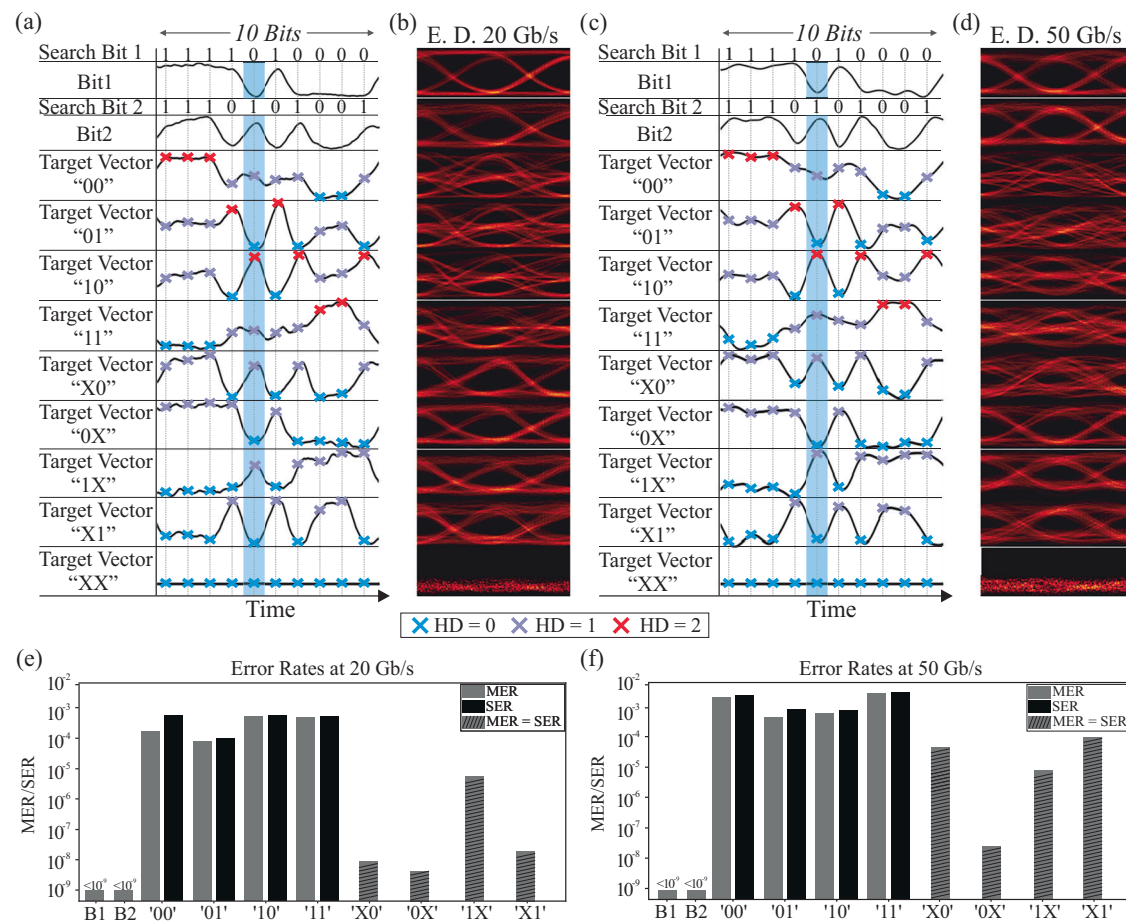 (a)
10 Bits
Search Bit 1
1 1 1 1 0 1 0 0 0 0
Bit1
Search Bit 2
1 1 1 0 1 0 1 0 0 1
Bit2
Target Vector
“00”
Target Vector
“01”
Target Vector
“10”
Target Vector
“11”
Target Vector
“X0”
Target Vector
“0X”
Target Vector
“1X”
Target Vector
“X1”
Target Vector
“XX”
Time
(b)
E. D. 20 Gb/s
(c)
10 Bits
Search Bit 1
1 1 1 1 0 1 0 0 0 0
Bit1
Search Bit 2
1 1 1 0 1 0 1 0 0 1
Bit2
Target Vector
“00”
Target Vector
“01”
Target Vector
“10”
Target Vector
“11”
Target Vector
“X0”
Target Vector
“0X”
Target Vector
“1X”
Target Vector
“X1”
Target Vector
“XX”
Time
(d)
E. D. 50 Gb/s
HD = 0 HD = 1 HD = 2
(e)
Error Rates at 20 Gb/s
MER
SER
MER = SER
MER/SER
10⁻²
10⁻³
10⁻⁴
10⁻⁵
10⁻⁶
10⁻⁷
10⁻⁸
10⁻⁹
<10⁻⁹ <10⁻⁹
B1 B2 '00' '01' '10' '11' 'X0' '0X' '1X' 'X1'
(f)
Error Rates at 50 Gb/s
MER
SER
MER = SER
MER/SER
10⁻²
10⁻³
10⁻⁴
10⁻⁵
10⁻⁶
10⁻⁷
10⁻⁸
10⁻⁹
<10⁻⁹ <10⁻⁹
B1 B2 '00' '01' '10' '11' 'X0' '0X' '1X' 'X1'